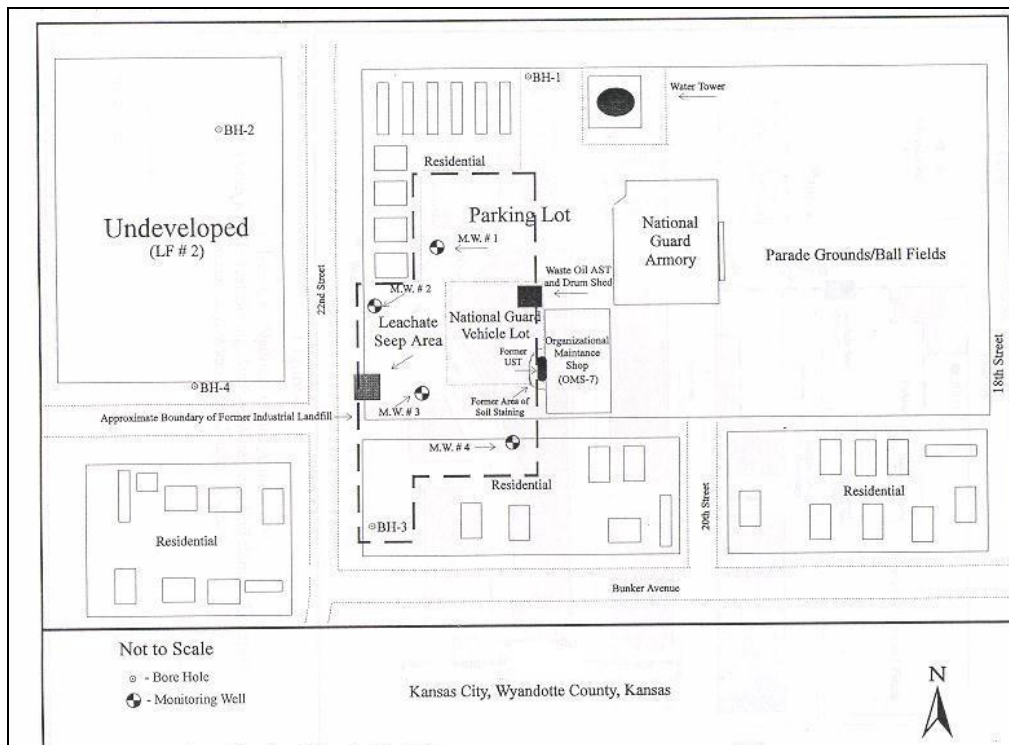 BH-1
Water Tower
BH-2
Residential
Undeveloped
(LF # 2)
22nd Street
Parking Lot
M.W. # 1
National
Guard
Armory
Parade Grounds/Ball Fields
Waste Oil AST
and Drum Shed
M.W. # 2
Leachate
Seep Area
National Guard
Vehicle Lot
Organizational
Maintance
Shop
(OMS-7)
Former
UST
18th Street
BH-4
M.W. # 3
Former Area of
Soil Staining
Approximate Boundary of Former Industrial Landfill
M.W. # 4
Residential
Residential
20th Street
BH-3
Residential
Bunker Avenue
Not to Scale
- Bore Hole
- Monitoring Well
Kansas City, Wyandotte County, Kansas
N